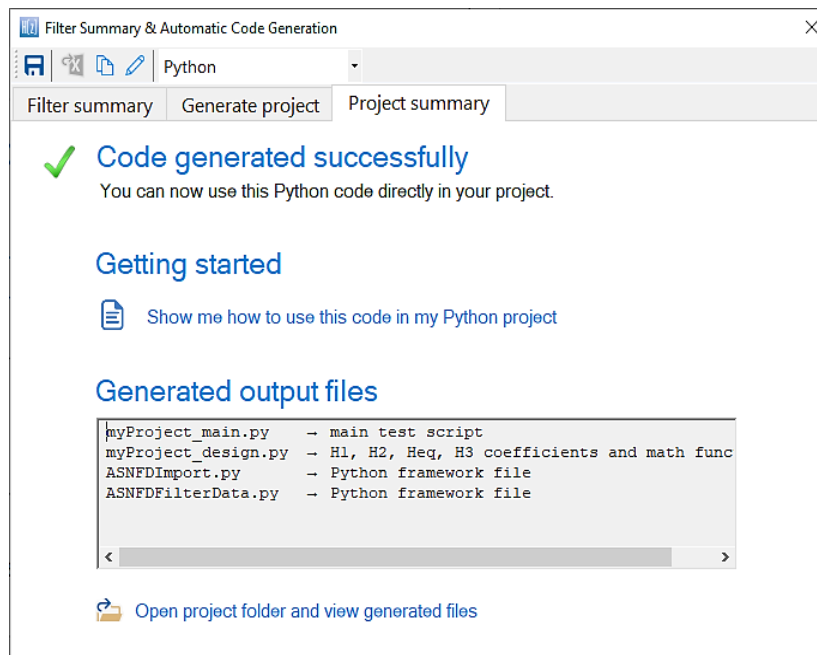 Filter Summary & Automatic Code Generation
Python
Filter summary Generate project Project summary
Code generated successfully
You can now use this Python code directly in your project.
Getting started
Show me how to use this code in my Python project
Generated output files
myProject_main.py → main test script
myProject_design.py → H1, H2, Heq, H3 coefficients and math func
ASNFDImport.py → Python framework file
ASNFDFilterData.py → Python framework file
Open project folder and view generated files